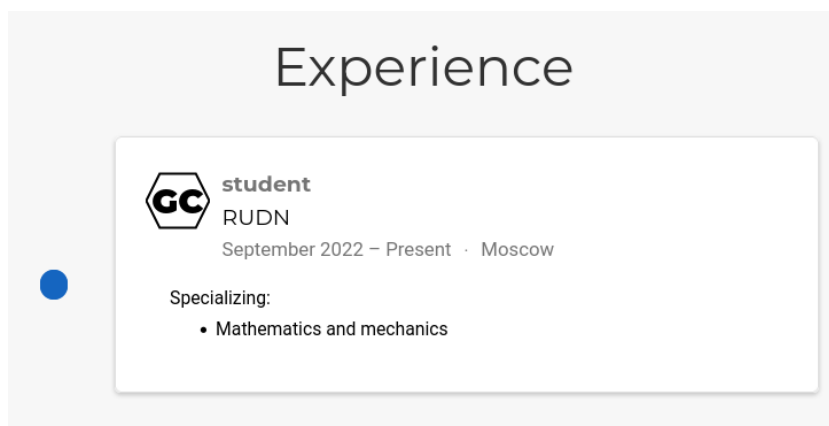 Experience
GC
student
RUDN
September 2022 – Present · Moscow
Specializing:
• Mathematics and mechanics